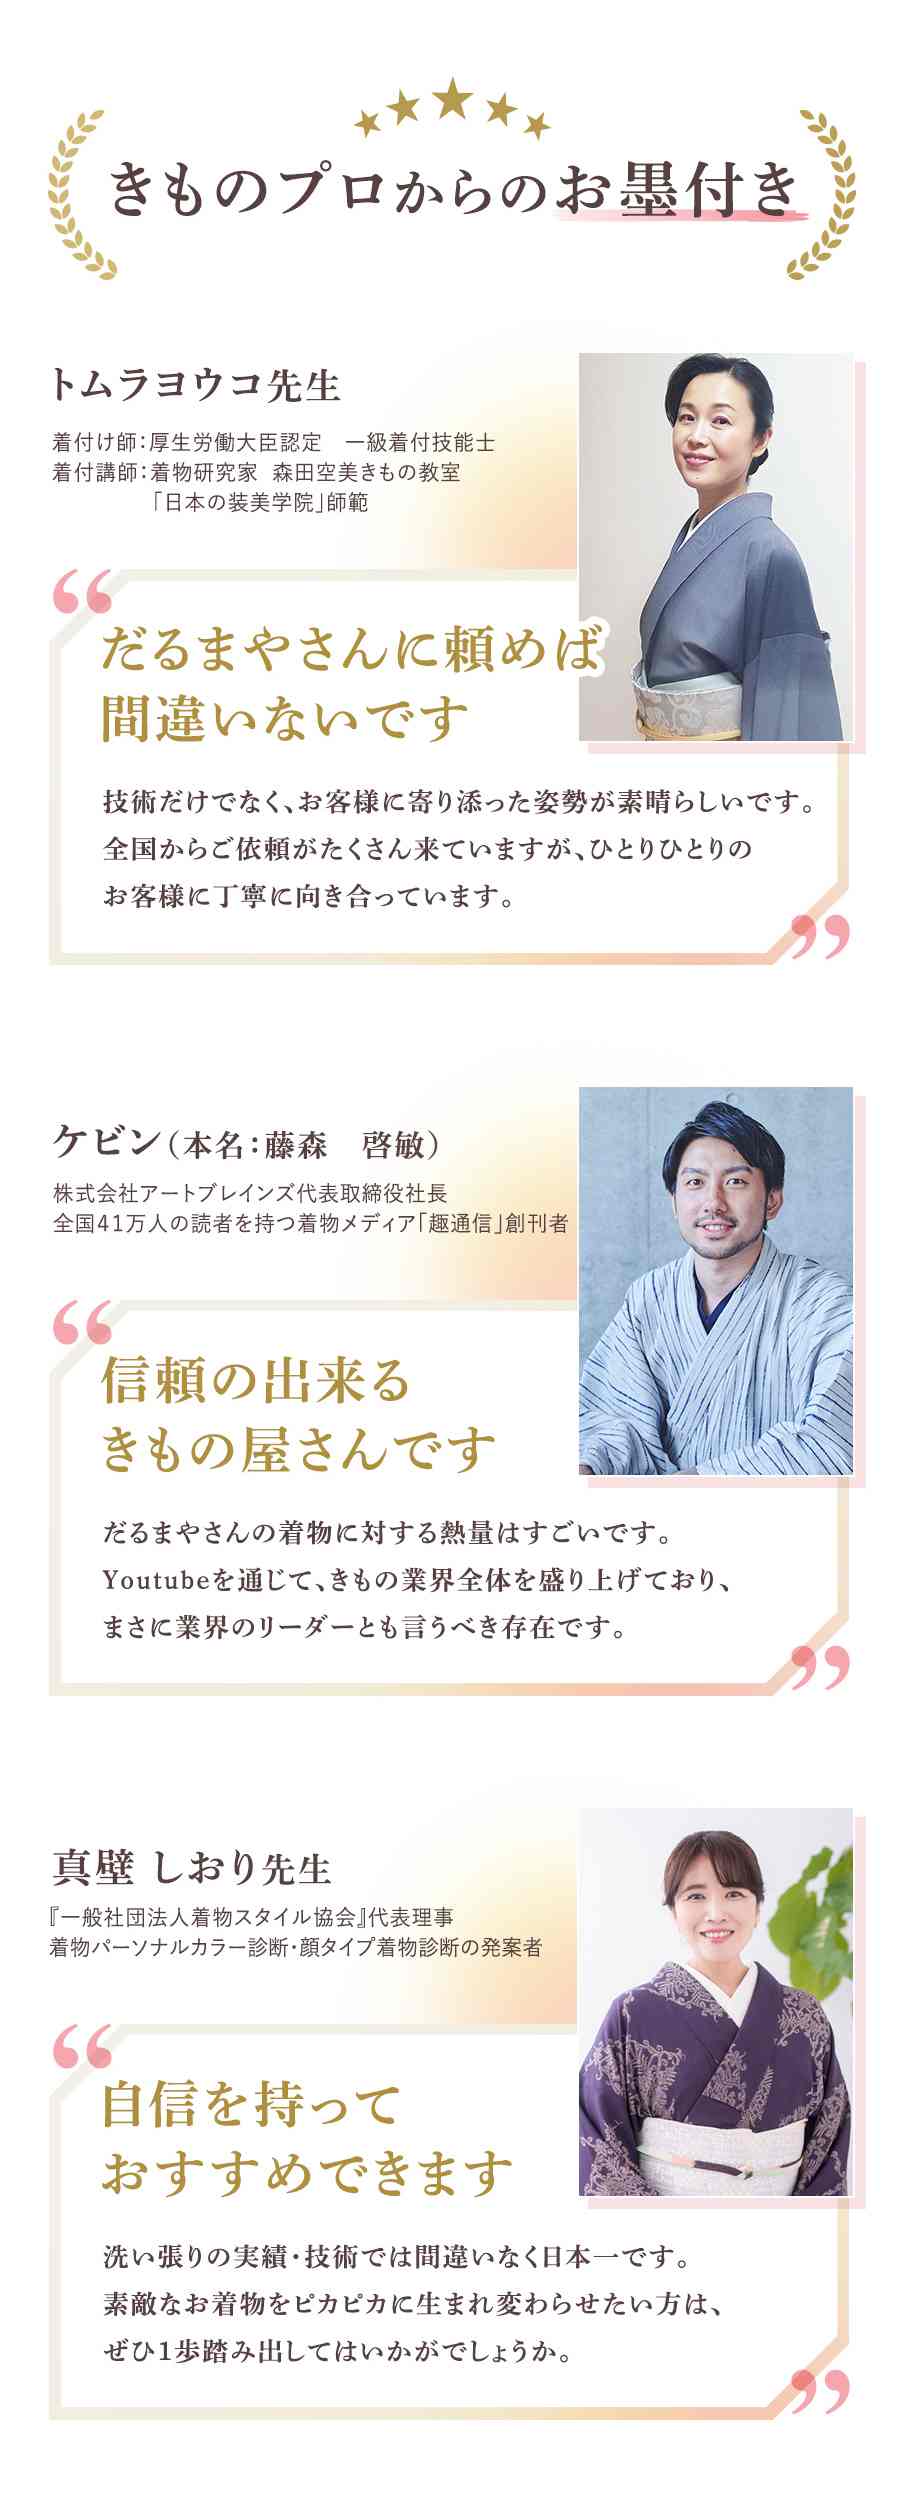 きものプロからのお墨付き
トムラヨウコ先生
着付け師：厚生労働大臣認定　一級着付技能士
着付講師：着物研究家 森田空美きもの教室
「日本の装美学院」師範
“
だるまやさんに頼めば
間違いないです
技術だけでなく、お客様に寄り添った姿勢が素晴らしいです。
全国からご依頼がたくさん来ていますが、ひとりひとりの
お客様に丁寧に向き合っています。
”
ケビン（本名：藤森　啓敏）
株式会社アートブレインズ代表取締役社長
全国41万人の読者を持つ着物メディア「趣通信」創刊者
“
信頼の出来る
きもの屋さんです
だるまやさんの着物に対する熱量はすごいです。
Youtubeを通じて、きもの業界全体を盛り上げており、
まさに業界のリーダーとも言うべき存在です。
”
真壁 しおり先生
『一般社団法人着物スタイル協会』代表理事
着物パーソナルカラー診断・顔タイプ着物診断の発案者
“
自信を持って
おすすめできます
洗い張りの実績・技術では間違いなく日本一です。
素敵なお着物をピカピカに生まれ変わらせたい方は、
ぜひ1歩踏み出してはいかがでしょうか。
”